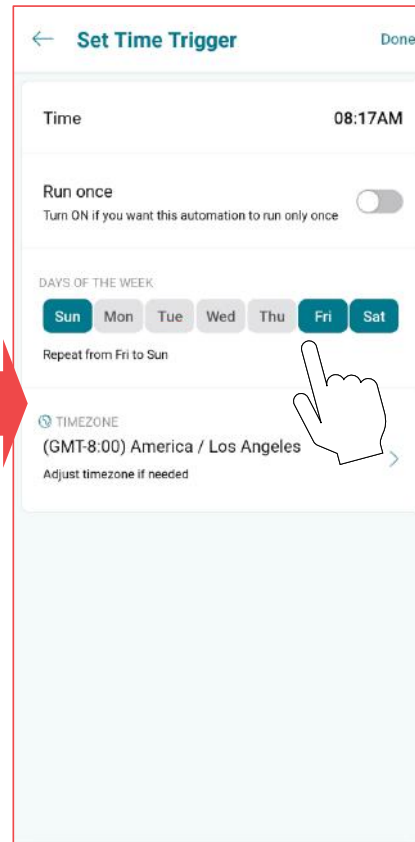 Set Time Trigger Done
Time 08:17AM
Run once
Turn ON if you want this automation to run only once
DAYS OF THE WEEK
Sun Mon Tue Wed Thu Fri Sat
Repeat from Fri to Sun
TIMEZONE
(GMT-8:00) America / Los Angeles
Adjust timezone if needed